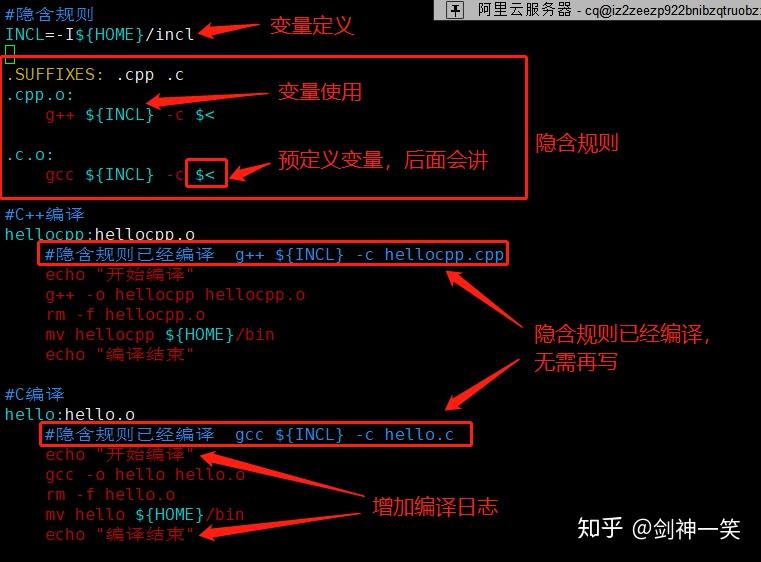 #隐含规则
阿里云服务器 - cq@iz2zeezp922bnibzqtruobz
INCL=-I${HOME}/incl
变量定义
.SUFFIXES: .cpp .c
.cpp.o:
变量使用
g++ ${INCL} -c $<
隐含规则
.c.o:
预定义变量，后面会讲
gcc ${INCL} -c $<
#C++编译
hellocpp:hellocpp.o
#隐含规则已经编译  g++ ${INCL} -c hellocpp.cpp
echo "开始编译"
g++ -o hellocpp hellocpp.o
rm -f hellocpp.o
mv hellocpp ${HOME}/bin
echo "编译结束"
隐含规则已经编译，
无需再写
#C编译
hello:hello.o
#隐含规则已经编译  gcc ${INCL} -c hello.c
echo "开始编译"
gcc -o hello hello.o
rm -f hello.o
mv hello ${HOME}/bin
echo "编译结束"
增加编译日志
知乎 @剑神一笑